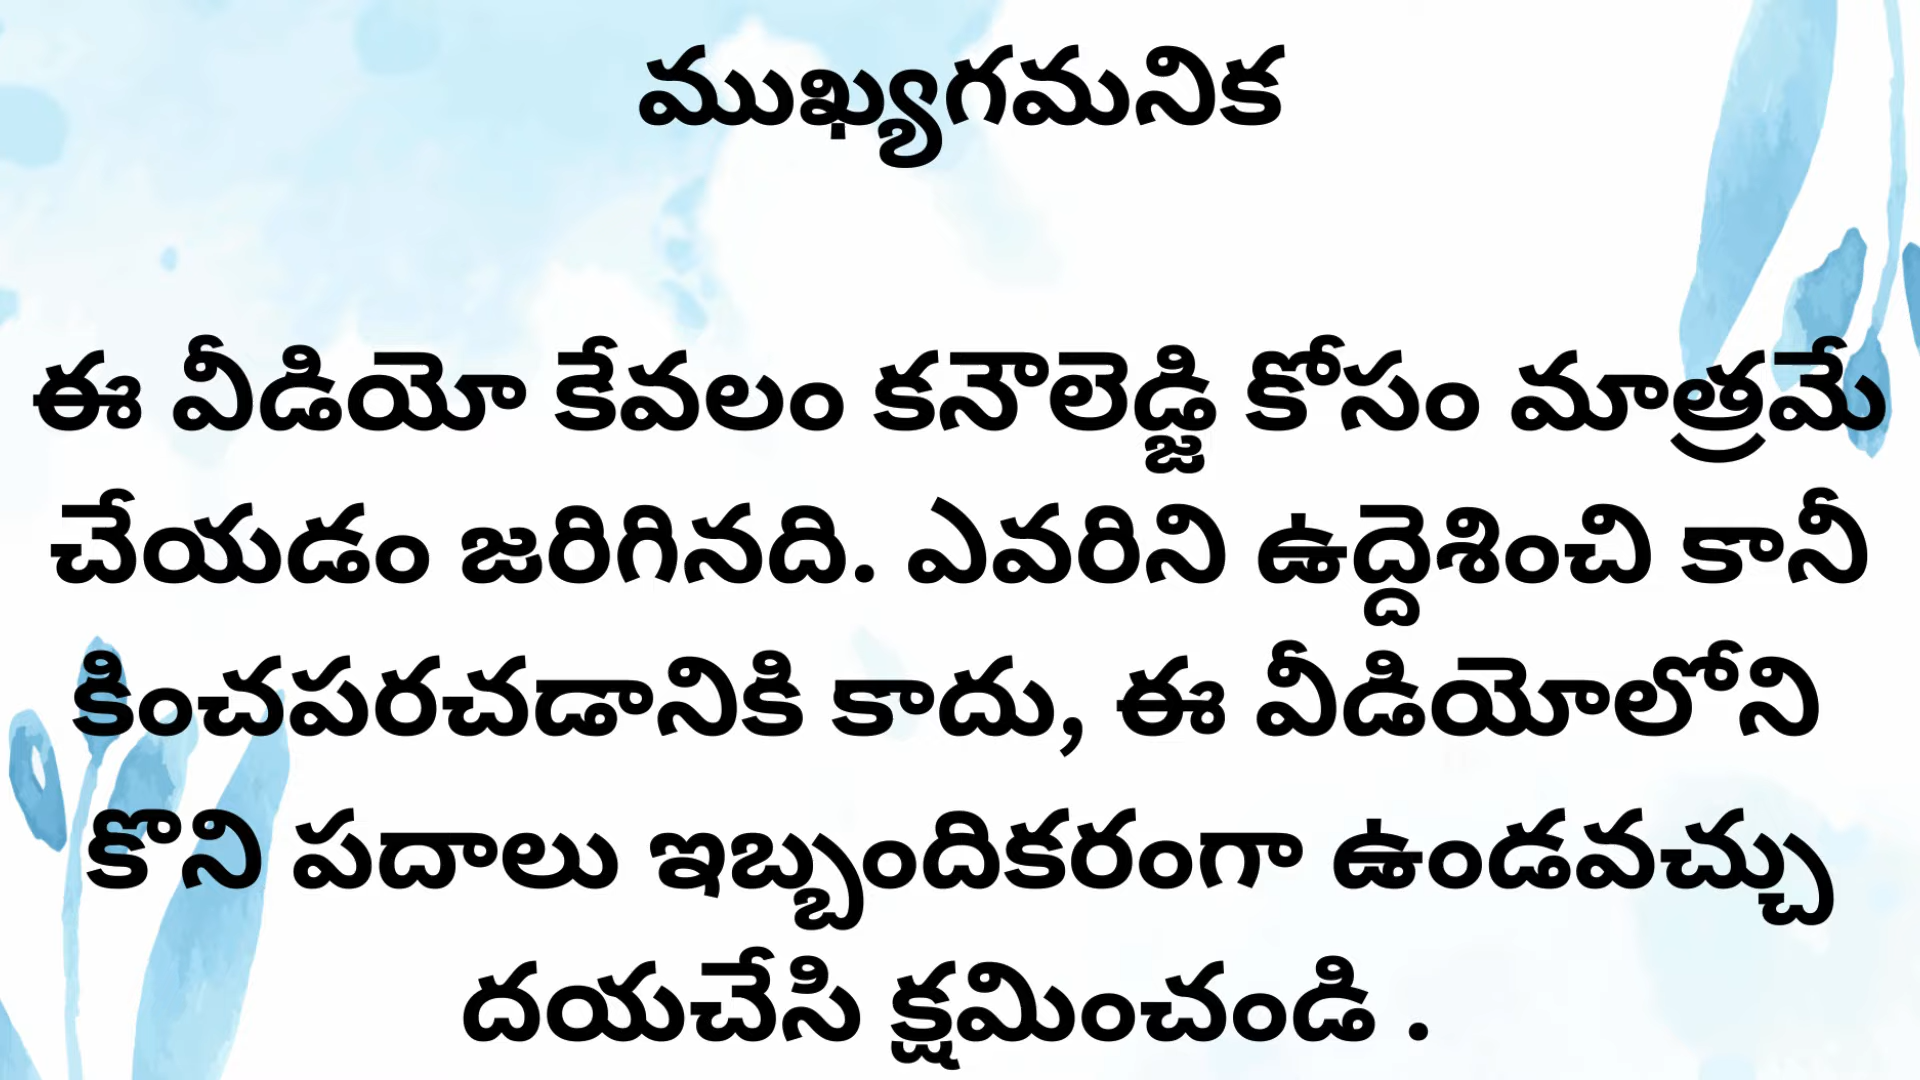 ముఖ్యగమనిక
ఈ వీడియో కేవలం కనౌలెడ్జి కోసం మాత్రమే
చేయడం జరిగినది. ఎవరిని ఉద్దెశించి కానీ
కించపరచడానికి కాదు, ఈ వీడియోలోని
కొని పదాలు ఇబ్బందికరంగా ఉండవచ్చు
దయచేసి క్షమించండి .